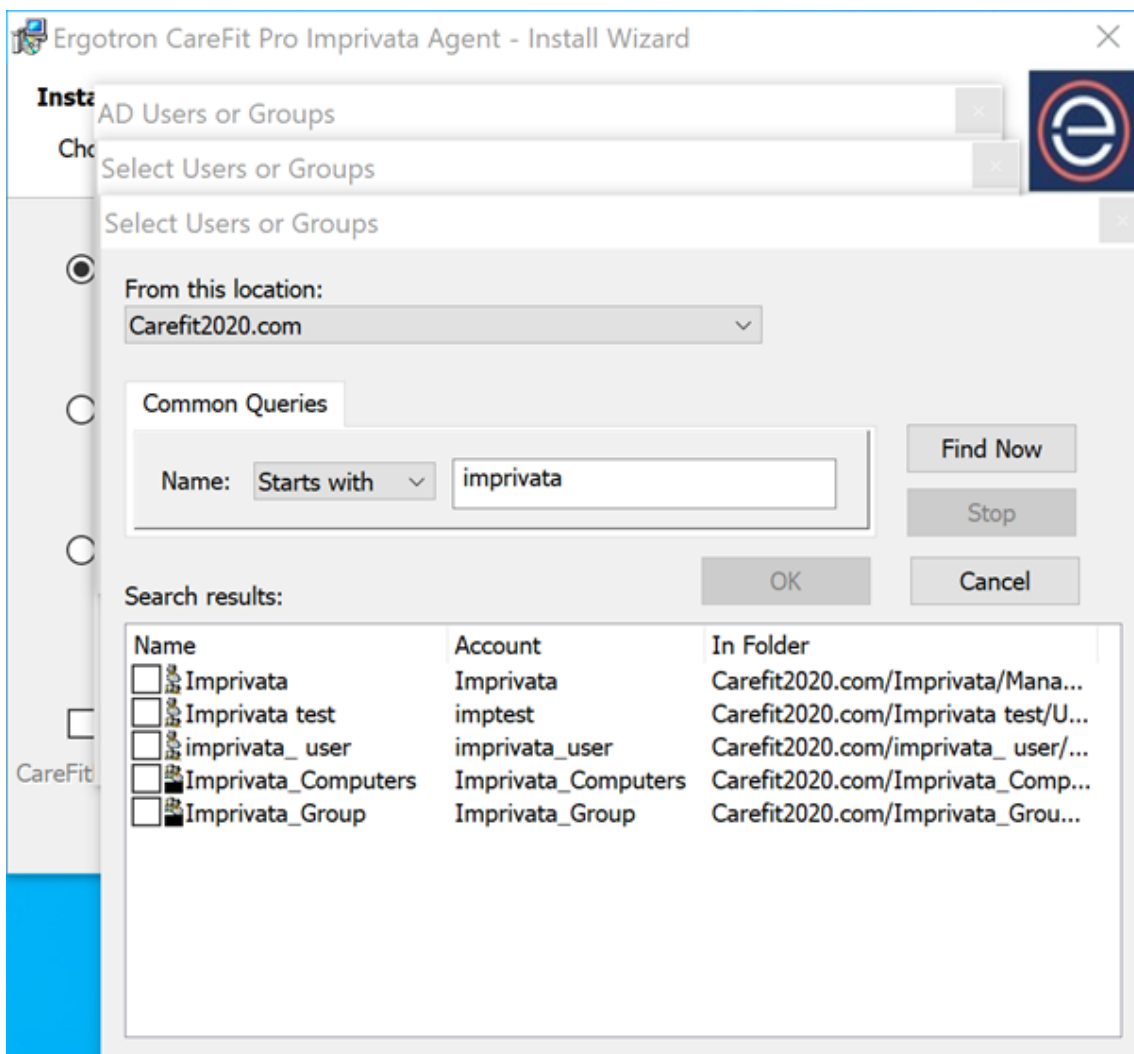 Ergotron CareFit Pro Imprivata Agent - Install Wizard
Insta
AD Users or Groups
Cho
Select Users or Groups
Select Users or Groups
From this location:
Carefit2020.com
Common Queries
Find Now
Name: Starts with imprivata
Stop
OK Cancel
Search results:
Name Account In Folder
Imprivata Imprivata Carefit2020.com/Imprivata/Mana...
Imprivata test imptest Carefit2020.com/Imprivata test/U...
imprivata_ user imprivata_user Carefit2020.com/imprivata_ user/...
CareFit
Imprivata_Computers Imprivata_Computers Carefit2020.com/Imprivata_Comp...
Imprivata_Group Imprivata_Group Carefit2020.com/Imprivata_Grou...